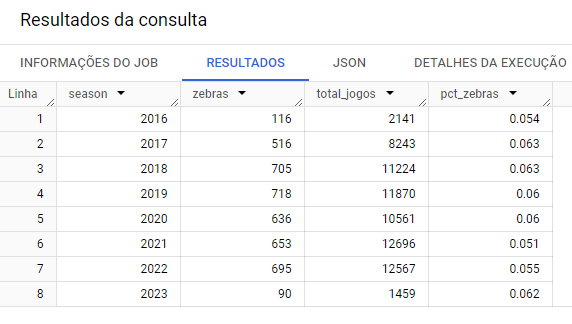 Resultados da consulta
INFORMAÇÕES DO JOB RESULTADOS JSON DETALHES DA EXECUÇÃO
Linha season zebras total_jogos pct_zebras
1 2016 116 2141 0.054
2 2017 516 8243 0.063
3 2018 705 11224 0.063
4 2019 718 11870 0.06
5 2020 636 10561 0.06
6 2021 653 12696 0.051
7 2022 695 12567 0.055
8 2023 90 1459 0.062